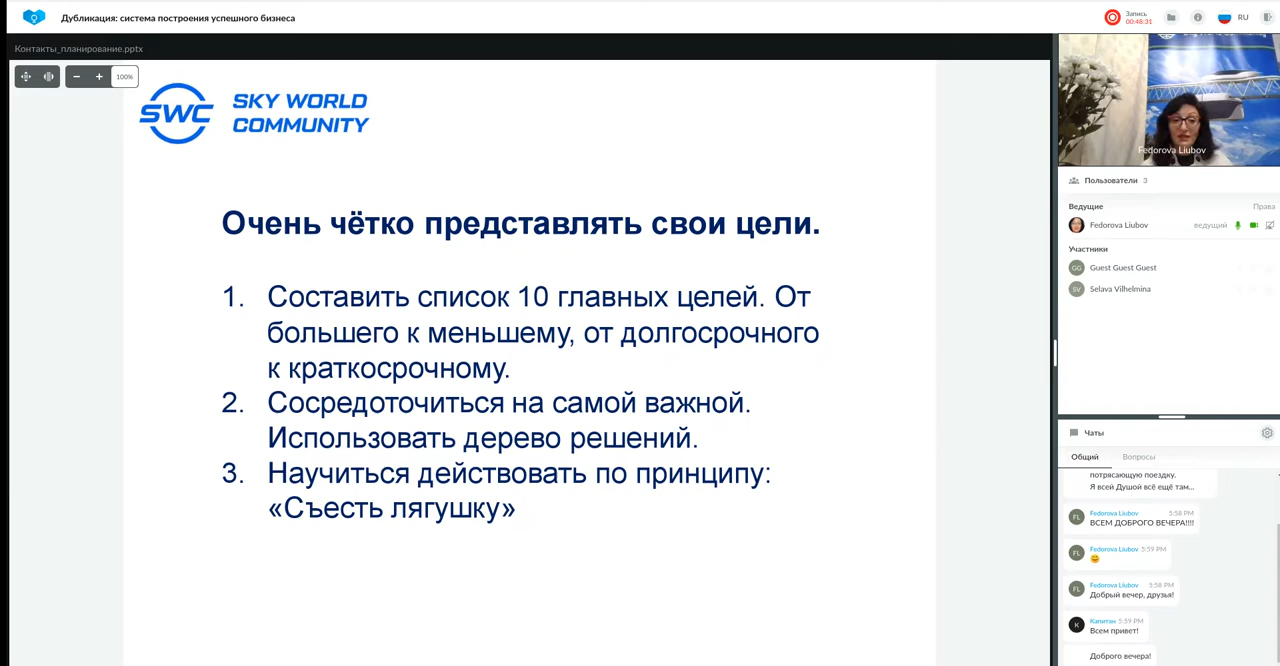 Дубликация: система построения успешного бизнеса
Запись
00:48:31
RU
Контакты_планирование.pptx
100%
SWC
SKY WORLD
COMMUNITY
Очень чётко представлять свои цели.
1. Составить список 10 главных целей. От
большего к меньшему, от долгосрочного
к краткосрочному.
2. Сосредоточиться на самой важной.
Использовать дерево решений.
3. Научиться действовать по принципу:
«Съесть лягушку»
Fedorova Liubov
Пользователи 3
Ведущие Права
Fedorova Liubov ведущий
Участники
GG Guest Guest Guest
SV Selava Vilhelmina
Чаты
Общий Вопросы
потрясающую поездку.
Я всей Душой всё ещё там...
FL Fedorova Liubov 5:58 PM
ВСЕМ ДОБРОГО ВЕЧЕРА!!!!
FL Fedorova Liubov 5:59 PM
😊
FL Fedorova Liubov 5:58 PM
Добрый вечер, друзья!
К Капитан 5:59 PM
Всем привет!
Доброго вечера!